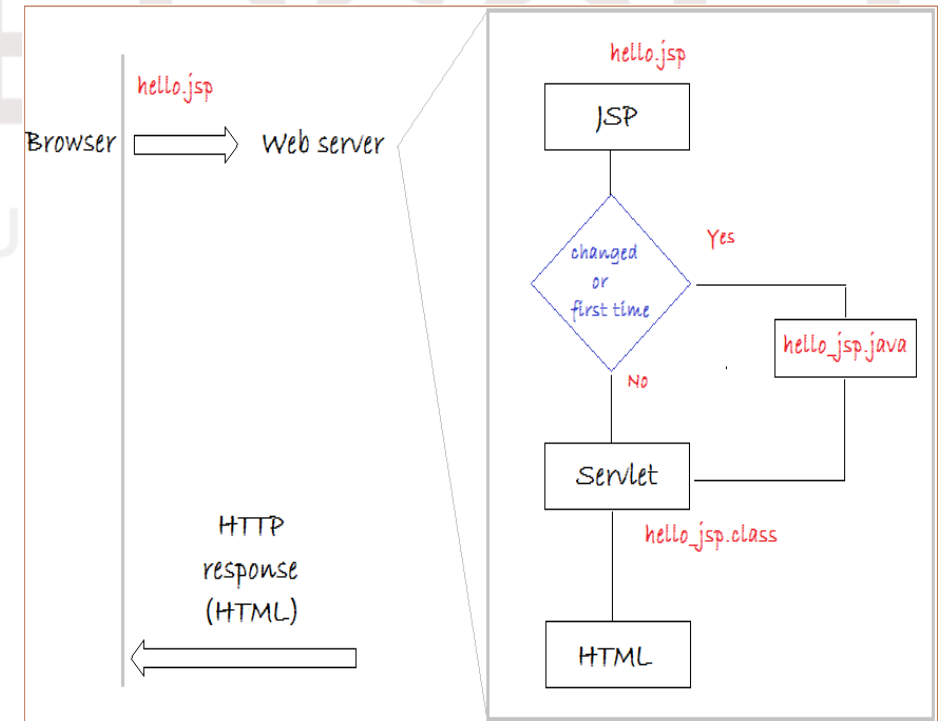 hello.jsp
Browser
Web server
HTTP
response
(HTML)
hello.jsp
JSP
changed
or
first time
Yes
hello_jsp.java
No
Servlet
hello_jsp.class
HTML